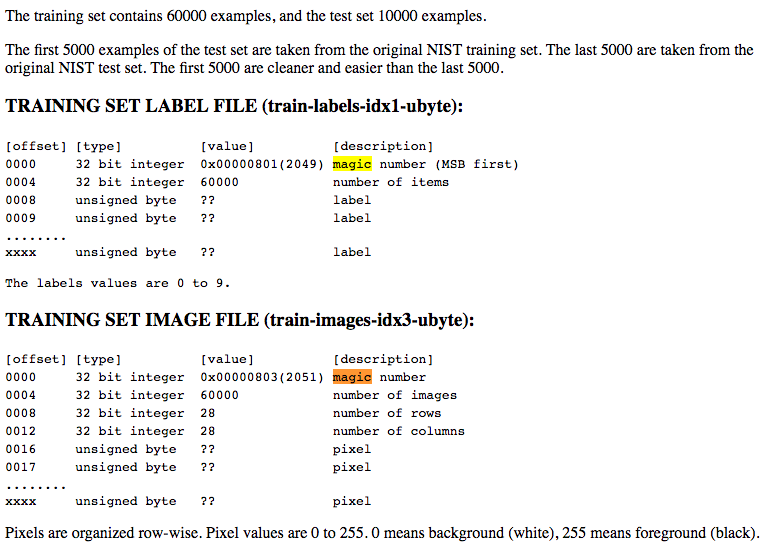 The training set contains 60000 examples, and the test set 10000 examples.
The first 5000 examples of the test set are taken from the original NIST training set. The last 5000 are taken from the
original NIST test set. The first 5000 are cleaner and easier than the last 5000.
TRAINING SET LABEL FILE (train-labels-idx1-ubyte):
[offset] [type]          [value]          [description]
0000     32 bit integer  0x00000801(2049) magic number (MSB first)
0004     32 bit integer  60000            number of items
0008     unsigned byte   ??               label
0009     unsigned byte   ??               label
........
xxxx     unsigned byte   ??               label
The labels values are 0 to 9.
TRAINING SET IMAGE FILE (train-images-idx3-ubyte):
[offset] [type]          [value]          [description]
0000     32 bit integer  0x00000803(2051) magic number
0004     32 bit integer  60000            number of images
0008     32 bit integer  28               number of rows
0012     32 bit integer  28               number of columns
0016     unsigned byte   ??               pixel
0017     unsigned byte   ??               pixel
........
xxxx     unsigned byte   ??               pixel
Pixels are organized row-wise. Pixel values are 0 to 255. 0 means background (white), 255 means foreground (black).